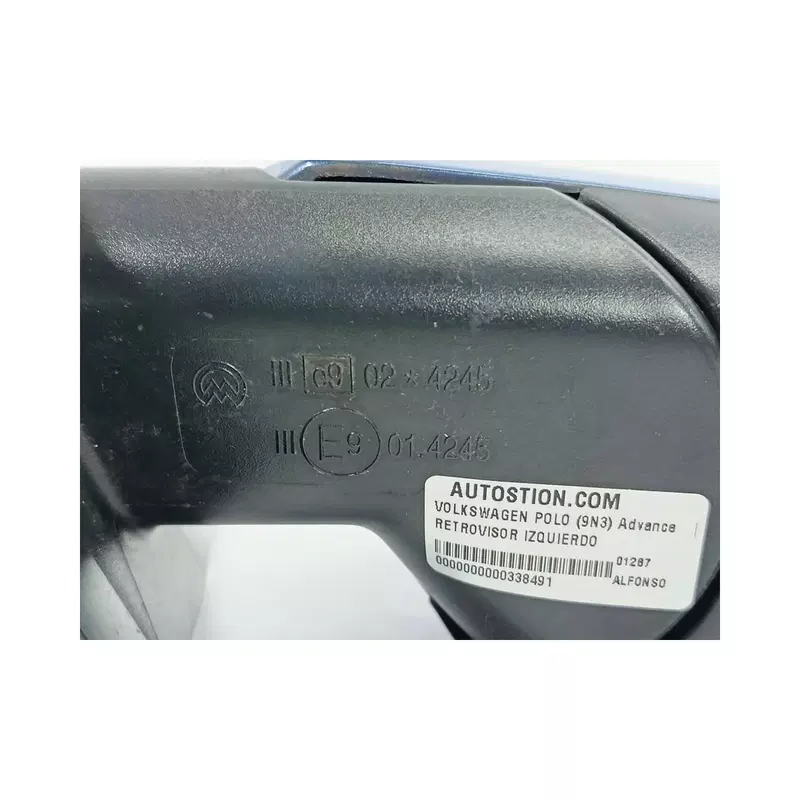 III e9 02*4245
III E9 01.4245
AUTOSTION.COM
VOLKSWAGEN POLO (9N3) Advance
RETROVISOR IZQUIERDO
01287
0000000000338491
ALFONSO